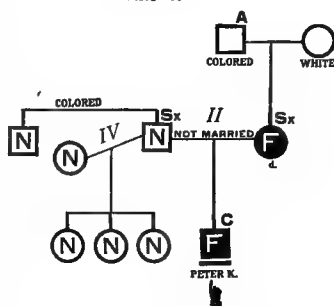 A
COLORED WHITE
COLORED
Sx II Sx
N IV N NOT MARRIED F
N
d.
N N N C
F
PETER K.